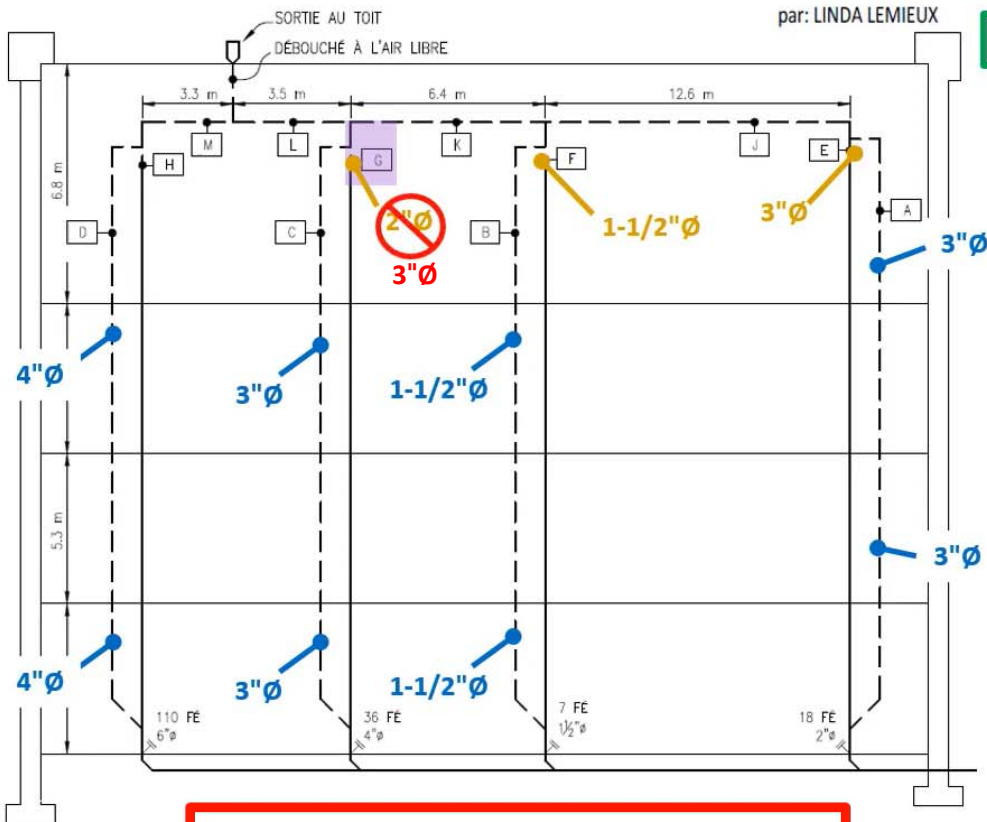 par: LINDA LEMIEUX
SORTIE AU TOIT
DÉBOUCHÉ À L'AIR LIBRE
3.3 m
3.5 m
6.4 m
12.6 m
M
L
K
J
H
G
F
E
6.8 m
D
C
B
A
2"Ø
3"Ø
1-1/2"Ø
3"Ø
3"Ø
4"Ø
3"Ø
1-1/2"Ø
5.3 m
3"Ø
4"Ø
3"Ø
1-1/2"Ø
110 FÉ
6"ø
36 FÉ
4"ø
7 FÉ
1½"ø
18 FÉ
2"ø